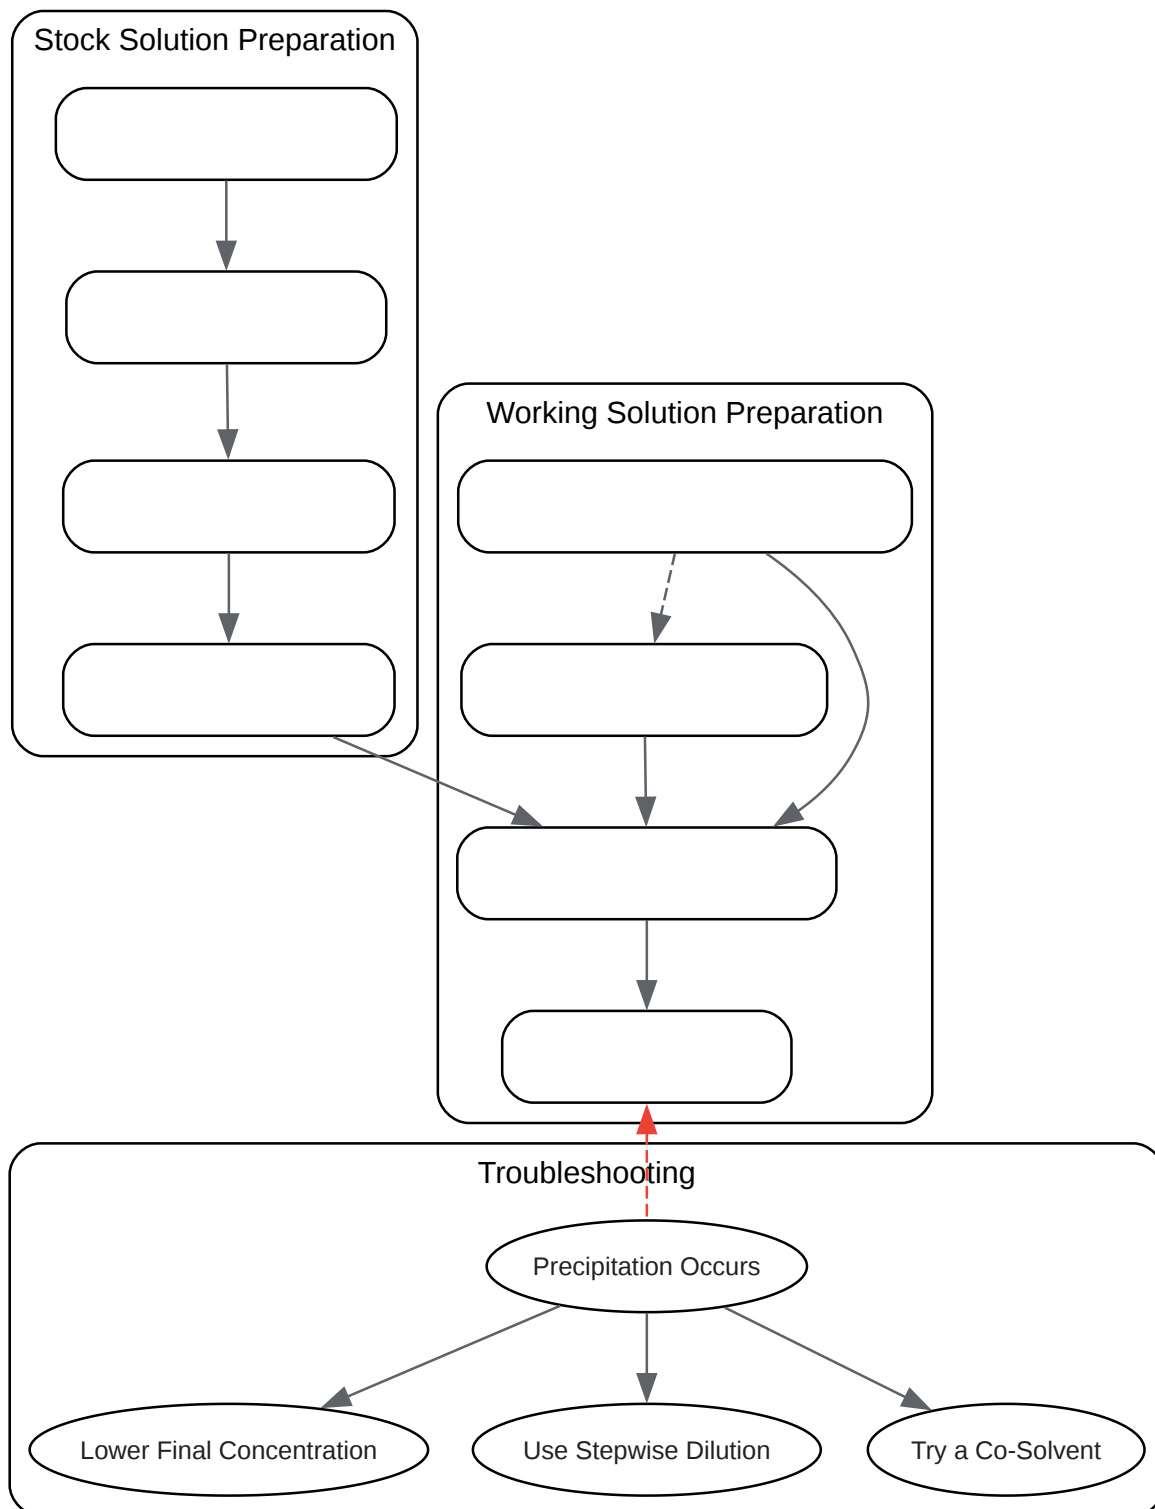 Stock Solution Preparation
Working Solution Preparation
Troubleshooting
Precipitation Occurs
Lower Final Concentration
Use Stepwise Dilution
Try a Co-Solvent